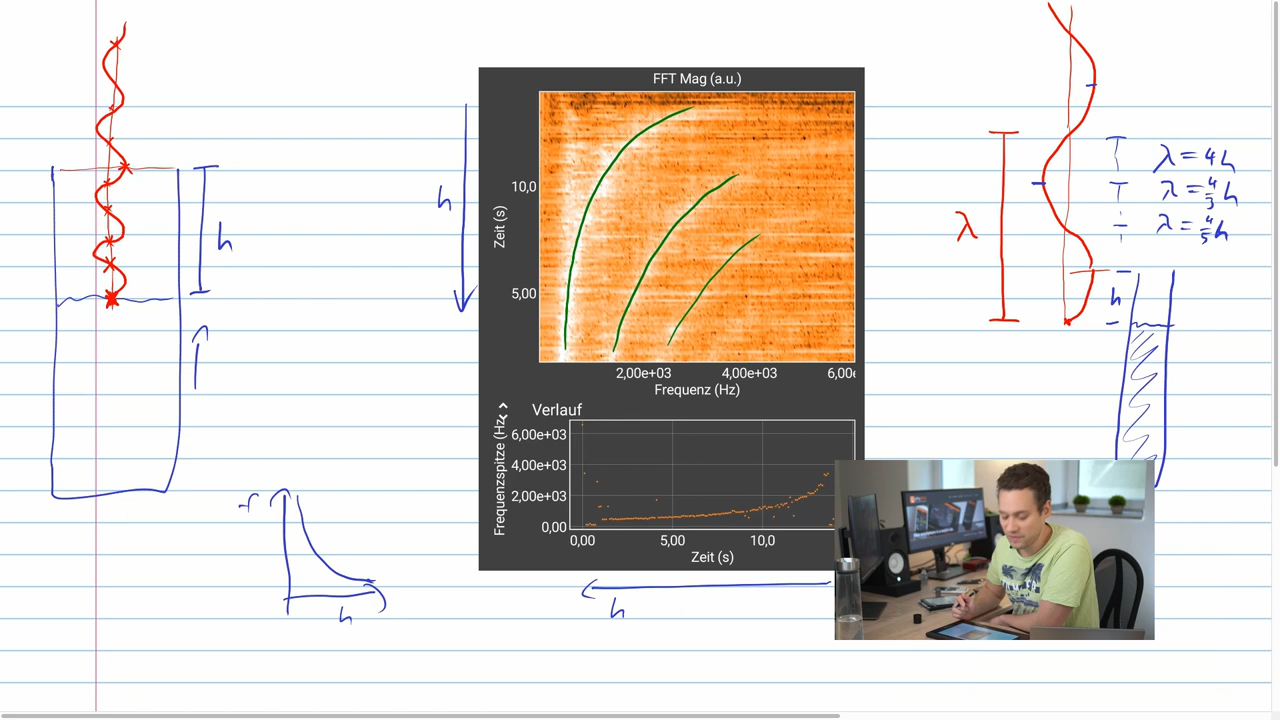 h
f
h
h
FFT Mag (a.u.)
10,0
5,00
Zeit (s)
2,00e+03 4,00e+03 6,00e
Frequenz (Hz)
Verlauf
6,00e+03
4,00e+03
2,00e+03
0,00
Frequenzspitze (Hz
0,00 5,00 10,0
Zeit (s)
h
λ
λ = 4h
λ = 4/3 h
λ = 4/5 h
h